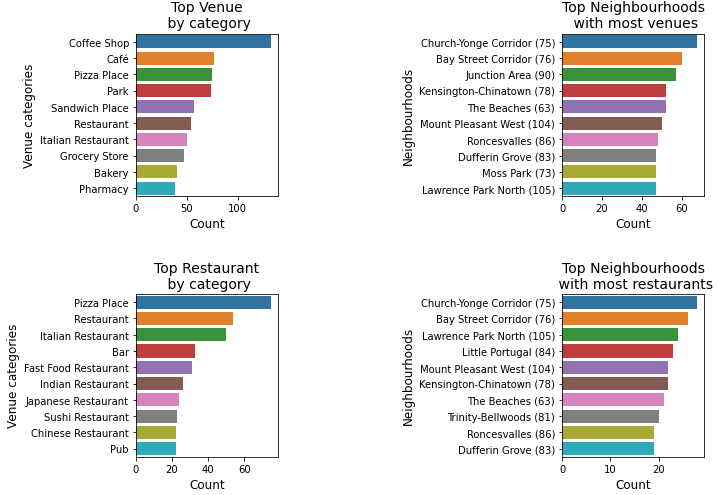 Top Venue
by category
Venue categories
Coffee Shop
Café
Pizza Place
Park
Sandwich Place
Restaurant
Italian Restaurant
Grocery Store
Bakery
Pharmacy
0 50 100
Count
Top Neighbourhoods
with most venues
Neighbourhoods
Church-Yonge Corridor (75)
Bay Street Corridor (76)
Junction Area (90)
Kensington-Chinatown (78)
The Beaches (63)
Mount Pleasant West (104)
Roncesvalles (86)
Dufferin Grove (83)
Moss Park (73)
Lawrence Park North (105)
0 20 40 60
Count
Top Restaurant
by category
Venue categories
Pizza Place
Restaurant
Italian Restaurant
Bar
Fast Food Restaurant
Indian Restaurant
Japanese Restaurant
Sushi Restaurant
Chinese Restaurant
Pub
0 20 40 60
Count
Top Neighbourhoods
with most restaurants
Neighbourhoods
Church-Yonge Corridor (75)
Bay Street Corridor (76)
Lawrence Park North (105)
Little Portugal (84)
Mount Pleasant West (104)
Kensington-Chinatown (78)
The Beaches (63)
Trinity-Bellwoods (81)
Roncesvalles (86)
Dufferin Grove (83)
0 10 20
Count